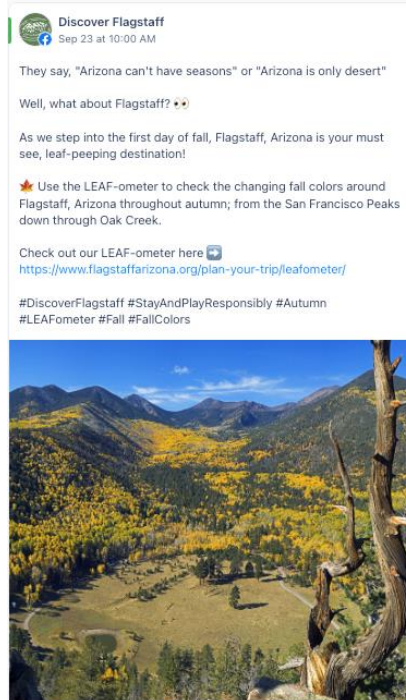 Discover Flagstaff
Sep 23 at 10:00 AM
They say, "Arizona can't have seasons" or "Arizona is only desert"
Well, what about Flagstaff? 👀
As we step into the first day of fall, Flagstaff, Arizona is your must
see, leaf-peeping destination!
🍁 Use the LEAF-ometer to check the changing fall colors around
Flagstaff, Arizona throughout autumn; from the San Francisco Peaks
down through Oak Creek.
Check out our LEAF-ometer here ➡️
https://www.flagstaffarizona.org/plan-your-trip/leafometer/
#DiscoverFlagstaff #StayAndPlayResponsibly #Autumn
#LEAFometer #Fall #FallColors